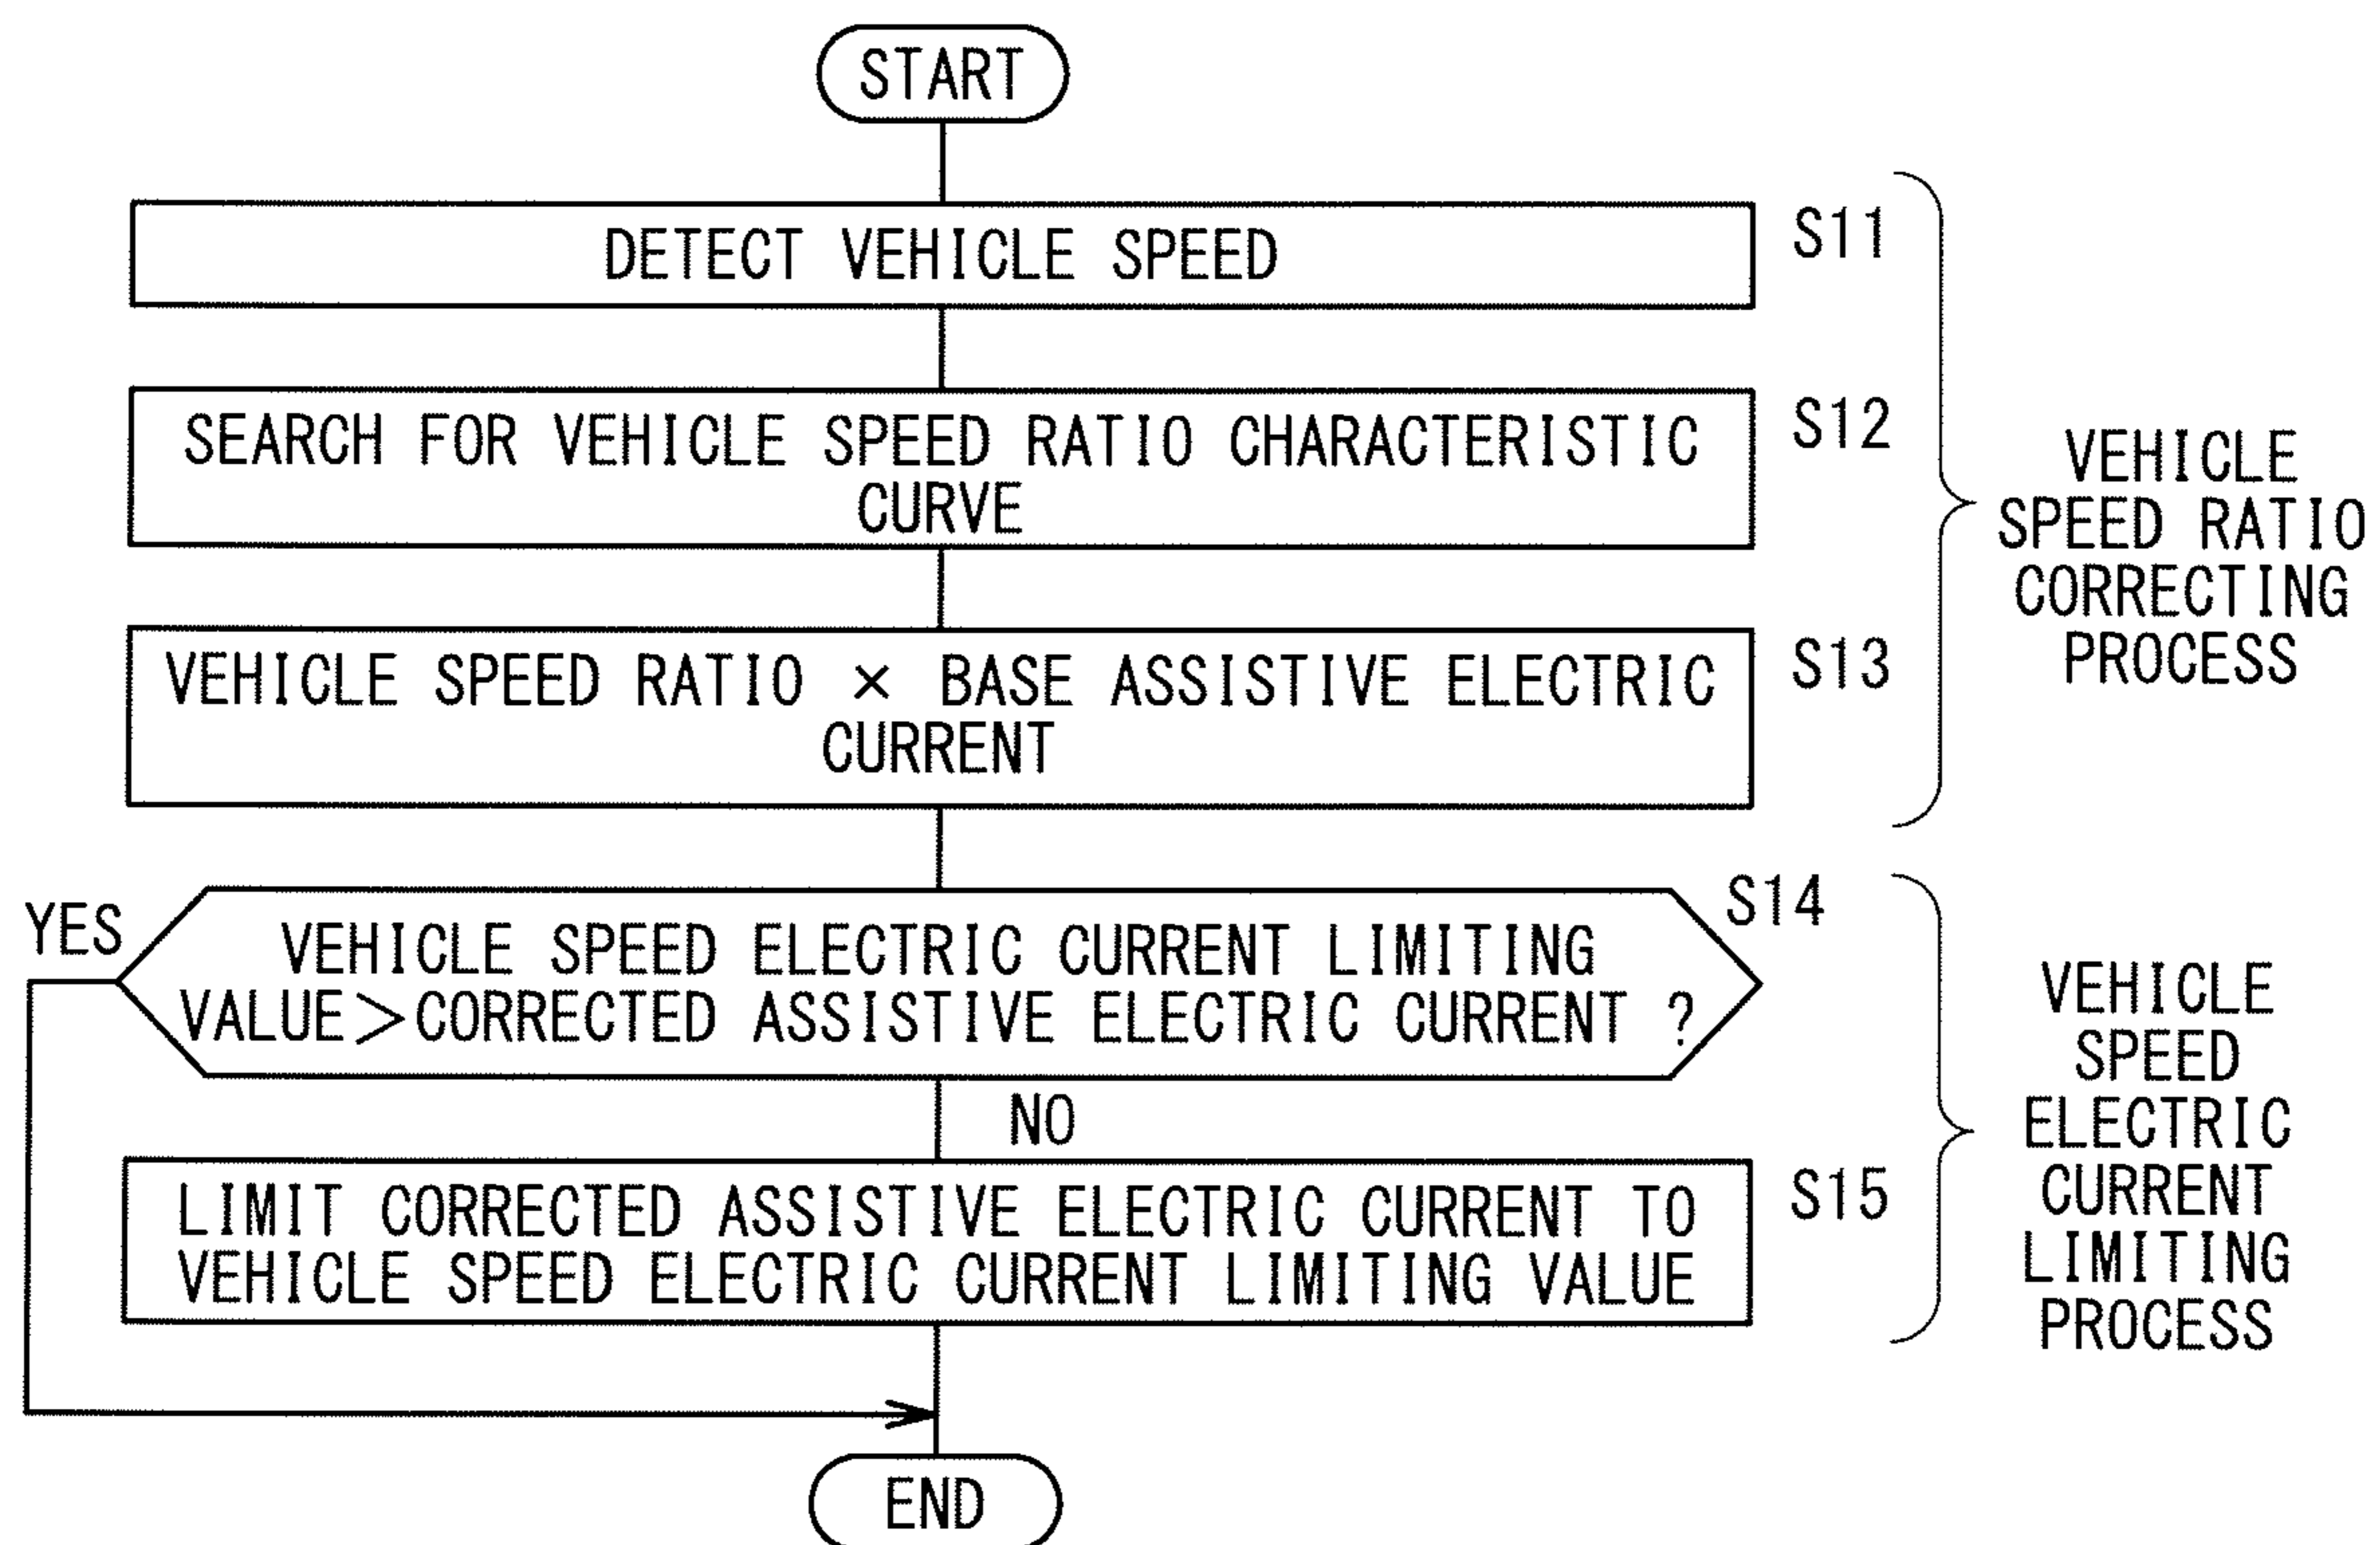 START
DETECT VEHICLE SPEED
S11
SEARCH FOR VEHICLE SPEED RATIO CHARACTERISTIC
CURVE
S12
VEHICLE SPEED RATIO × BASE ASSISTIVE ELECTRIC
CURRENT
S13
VEHICLE
SPEED RATIO
CORRECTING
PROCESS
YES
VEHICLE SPEED ELECTRIC CURRENT LIMITING
VALUE>CORRECTED ASSISTIVE ELECTRIC CURRENT ?
S14
NO
LIMIT CORRECTED ASSISTIVE ELECTRIC CURRENT TO
VEHICLE SPEED ELECTRIC CURRENT LIMITING VALUE
S15
VEHICLE
SPEED
ELECTRIC
CURRENT
LIMITING
PROCESS
END